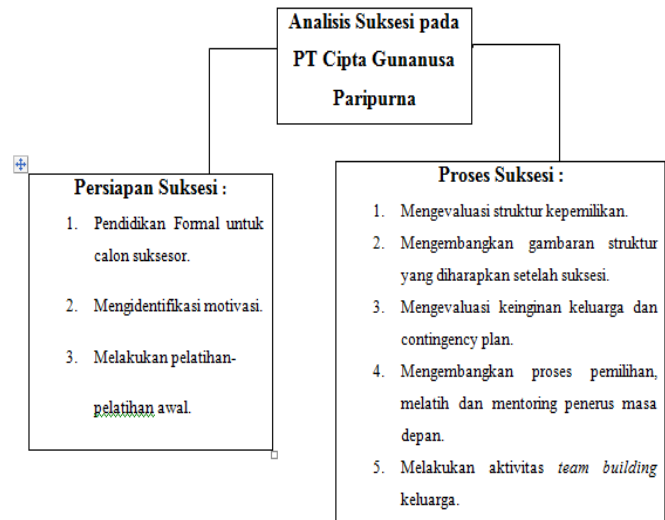 Analisis Suksesi pada
PT Cipta Gunanusa
Paripurna
Persiapan Suksesi :
1. Pendidikan Formal untuk
calon suksesor.
2. Mengidentifikasi motivasi.
3. Melakukan pelatihan-
pelatihan awal.
Proses Suksesi :
1. Mengevaluasi struktur kepemilikan.
2. Mengembangkan gambaran struktur
yang diharapkan setelah suksesi.
3. Mengevaluasi keinginan keluarga dan
contingency plan.
4. Mengembangkan proses pemilihan,
melatih dan mentoring penerus masa
depan.
5. Melakukan aktivitas team building
keluarga.